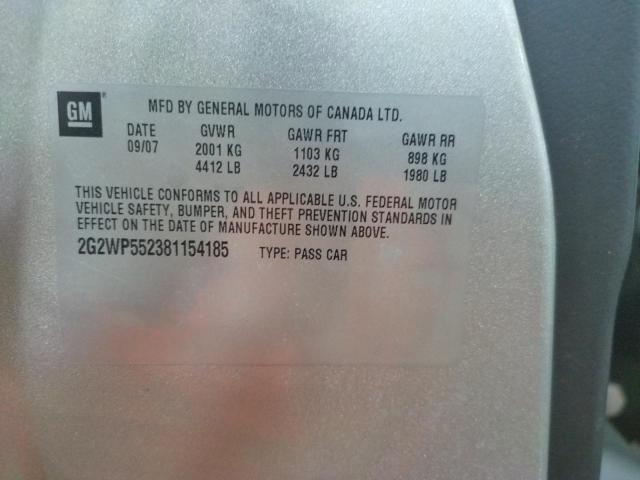 GM
MFD BY GENERAL MOTORS OF CANADA LTD.
DATE GVWR GAWR FRT GAWR RR
09/07 2001 KG 1103 KG 898 KG
4412 LB 2432 LB 1980 LB
THIS VEHICLE CONFORMS TO ALL APPLICABLE U.S. FEDERAL MOTOR
VEHICLE SAFETY, BUMPER, AND THEFT PREVENTION STANDARDS IN
EFFECT ON THE DATE OF MANUFACTURE SHOWN ABOVE.
2G2WP552381154185 TYPE: PASS CAR